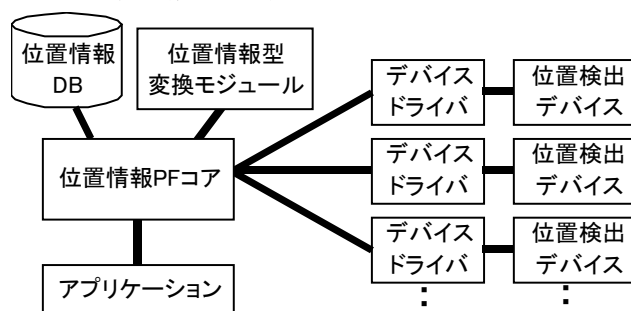 位置情報
DB
位置情報型
変換モジュール
デバイス
ドライバ
位置検出
デバイス
位置情報PFコア
デバイス
ドライバ
位置検出
デバイス
デバイス
ドライバ
位置検出
デバイス
アプリケーション